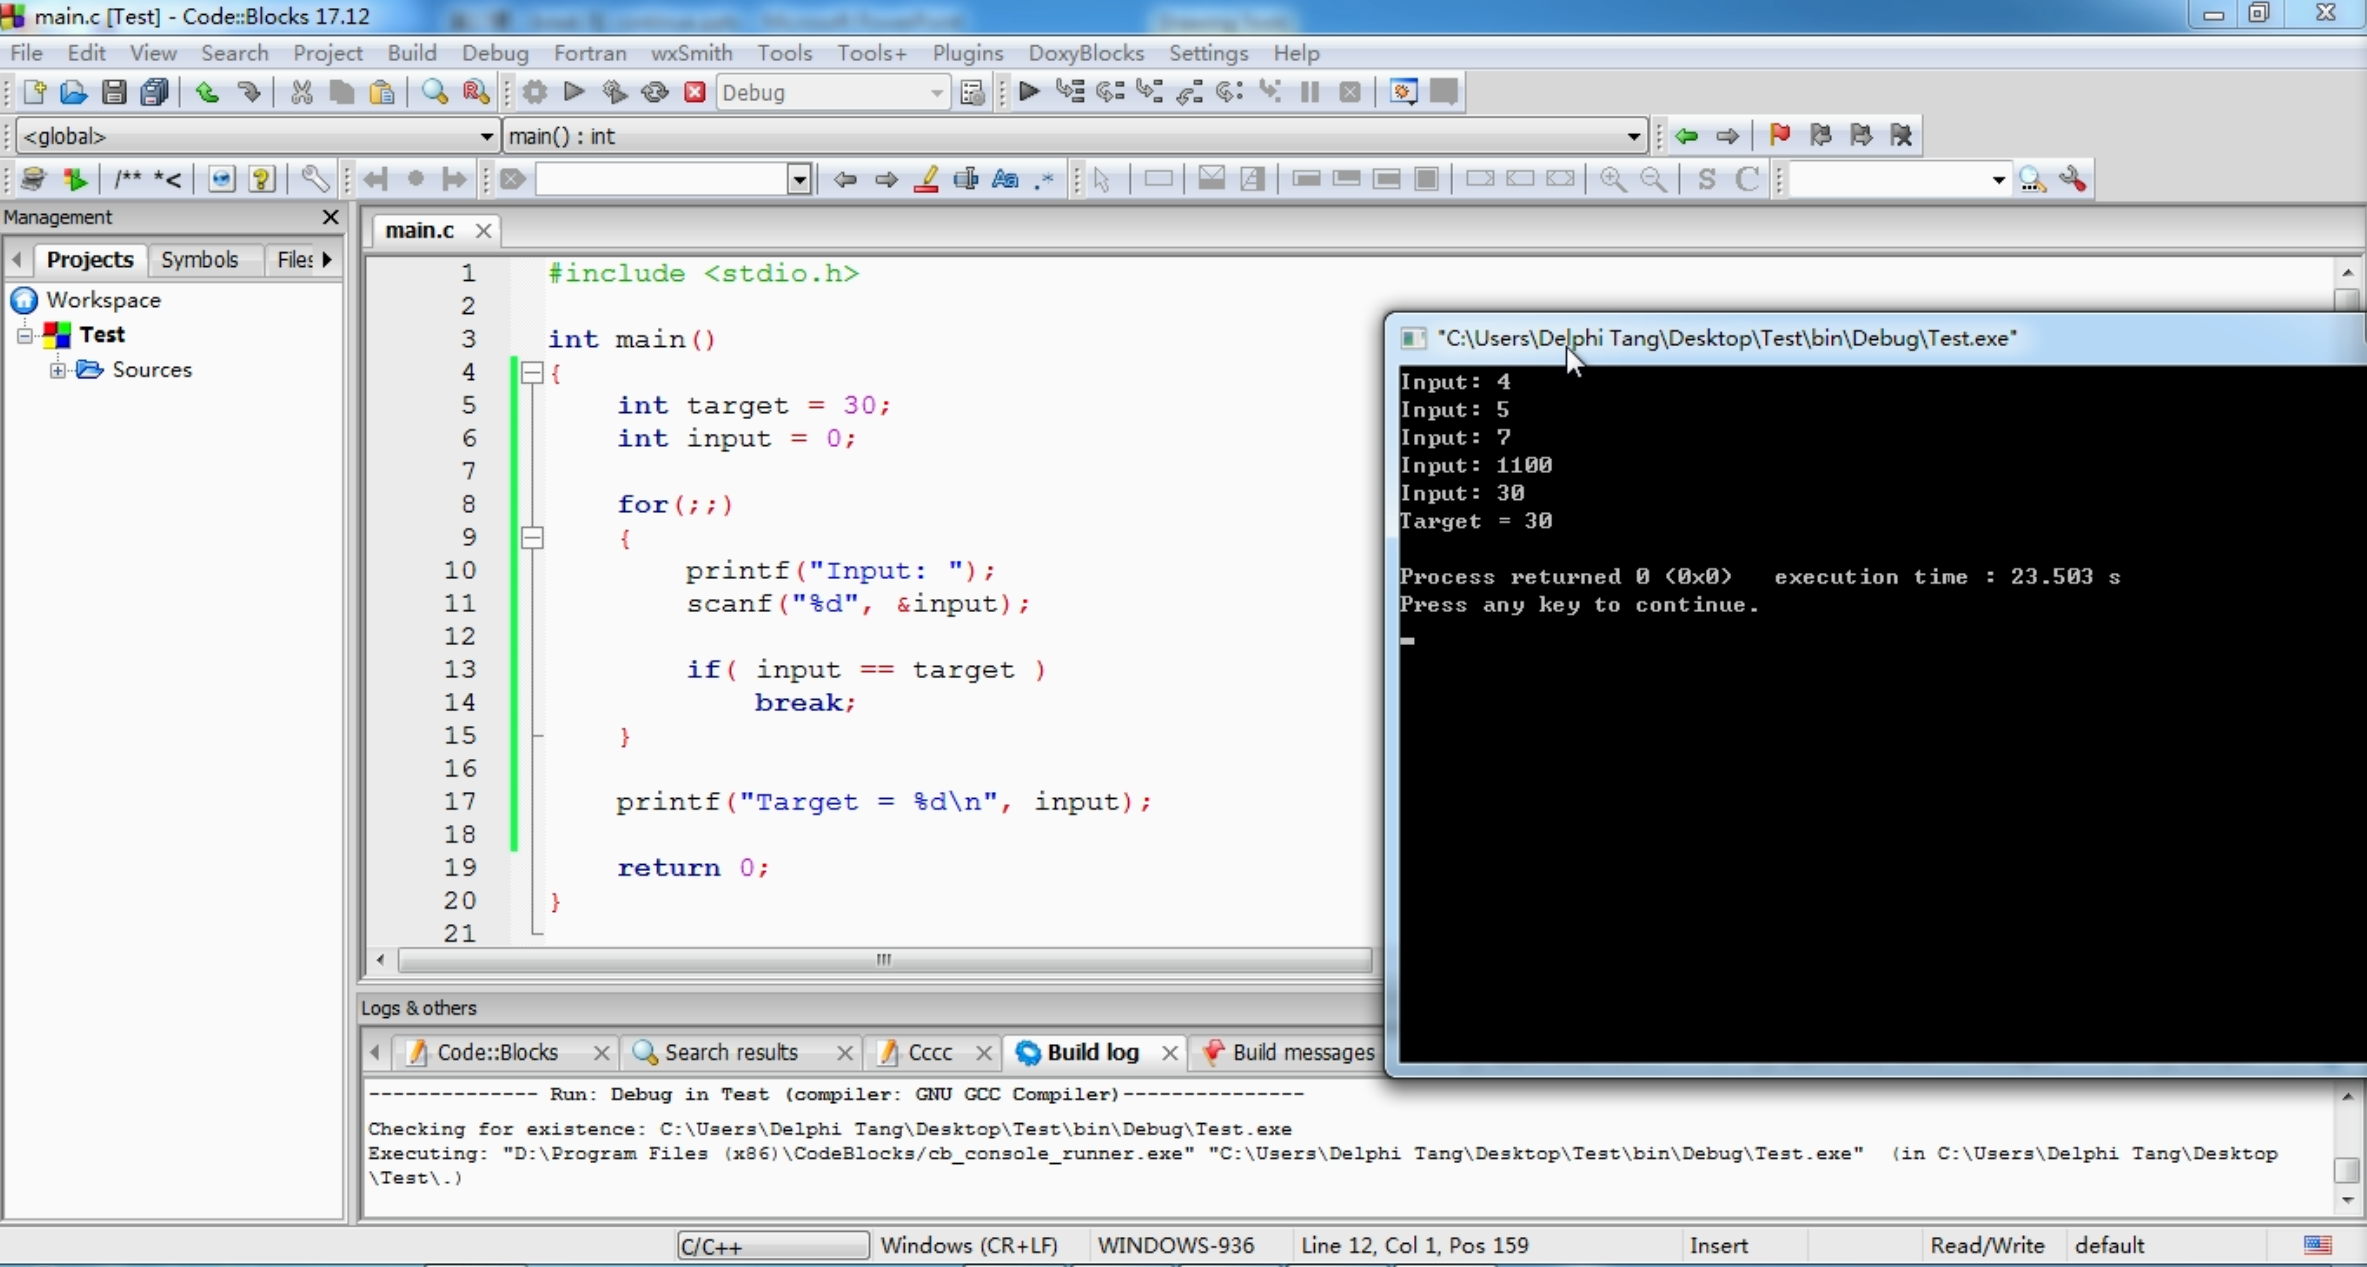 main.c [Test] - Code::Blocks 17.12
File Edit View Search Project Build Debug Fortran wxSmith Tools Tools+ Plugins DoxyBlocks Settings Help
Debug
<global> main() : int
/** *<
Aa .*
S C
Management
Projects Symbols Files
Workspace
Test
Sources
main.c
1 #include <stdio.h>
2
3 int main()
4 {
5 int target = 30;
6 int input = 0;
7
8 for(;;)
9 {
10 printf("Input: ");
11 scanf("%d", &input);
12
13 if( input == target )
14 break;
15 }
16
17 printf("Target = %d\n", input);
18
19 return 0;
20 }
21
"C:\Users\Delphi Tang\Desktop\Test\bin\Debug\Test.exe"
Input: 4
Input: 5
Input: 7
Input: 1100
Input: 30
Target = 30
Process returned 0 (0x0) execution time : 23.503 s
Press any key to continue.
Logs & others
Code::Blocks Search results Cccc Build log Build messages
-------------- Run: Debug in Test (compiler: GNU GCC Compiler)---------------
Checking for existence: C:\Users\Delphi Tang\Desktop\Test\bin\Debug\Test.exe
Executing: "D:\Program Files (x86)\CodeBlocks/cb_console_runner.exe" "C:\Users\Delphi Tang\Desktop\Test\bin\Debug\Test.exe" (in C:\Users\Delphi Tang\Desktop
\Test\.)
C/C++ Windows (CR+LF) WINDOWS-936 Line 12, Col 1, Pos 159 Insert Read/Write default